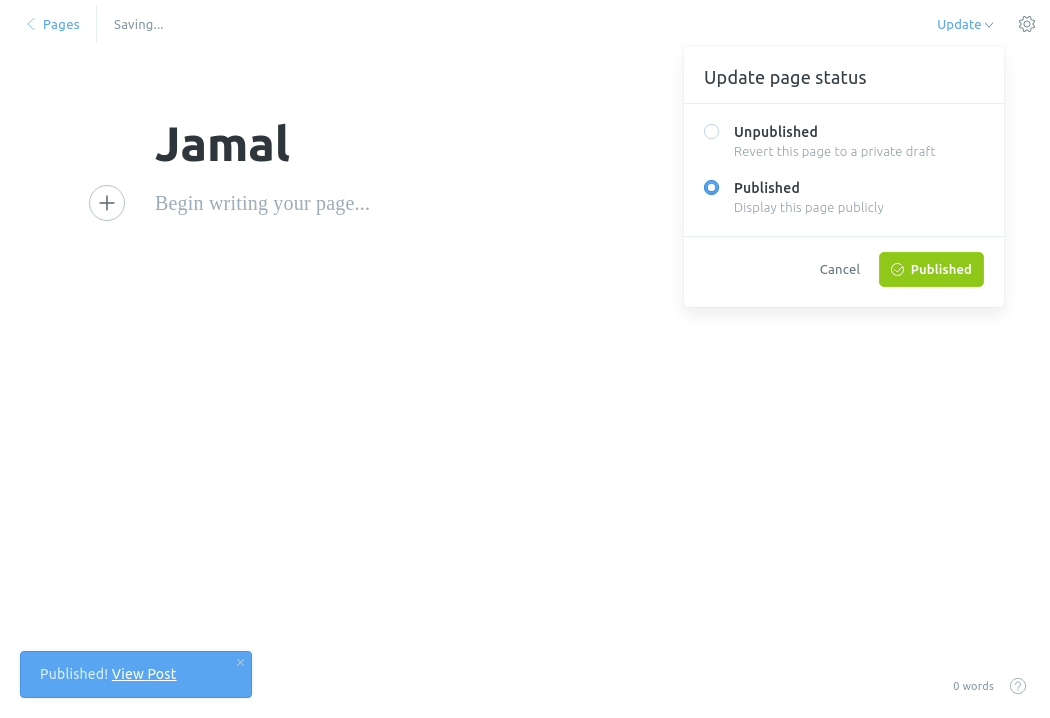 Pages
Saving...
Update
Update page status
Unpublished
Revert this page to a private draft
Published
Display this page publicly
Cancel
Published
Jamal
Begin writing your page...
Published! View Post
0 words